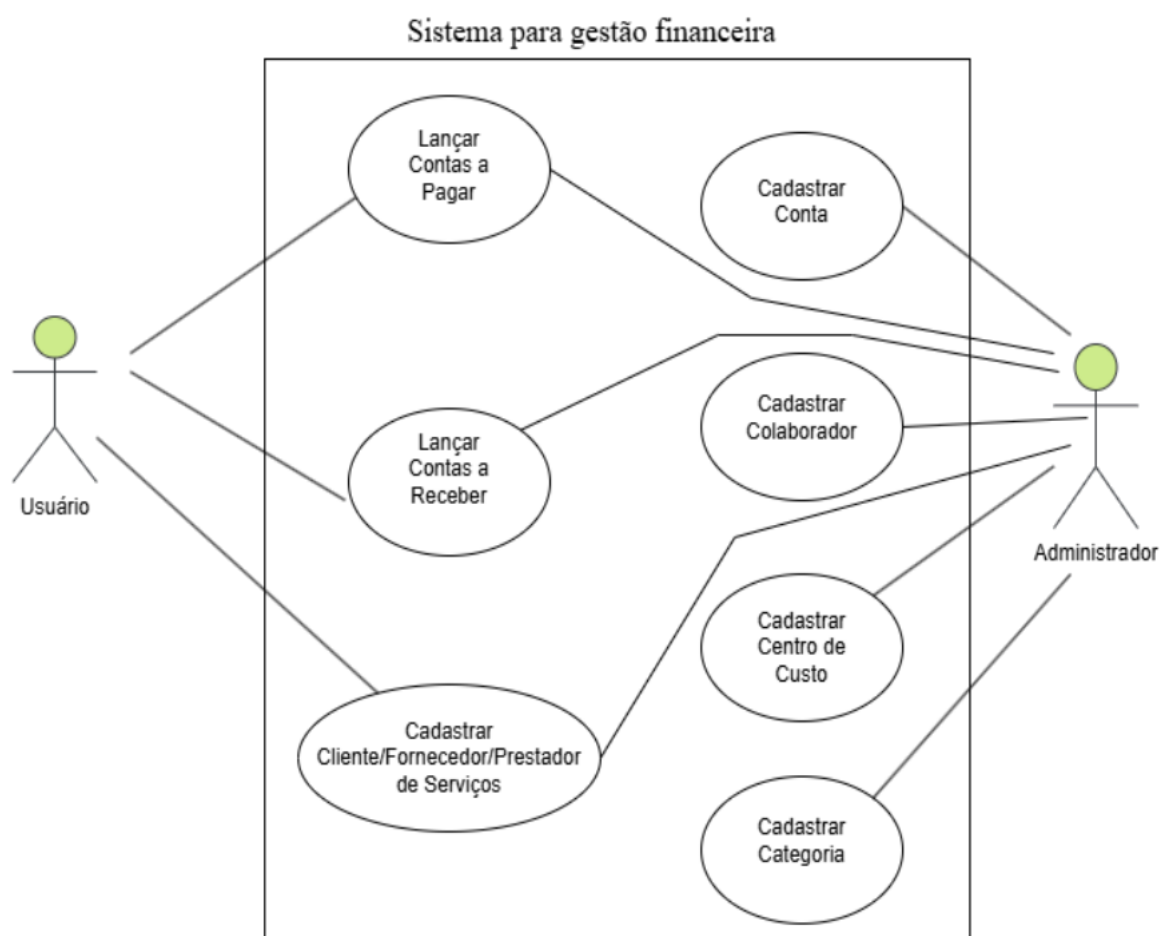 Sistema para gestão financeira
Lançar
Contas a
Pagar
Cadastrar
Conta
Cadastrar
Colaborador
Lançar
Contas a
Receber
Usuário
Administrador
Cadastrar
Centro de
Custo
Cadastrar
Cliente/Fornecedor/Prestador
de Serviços
Cadastrar
Categoria